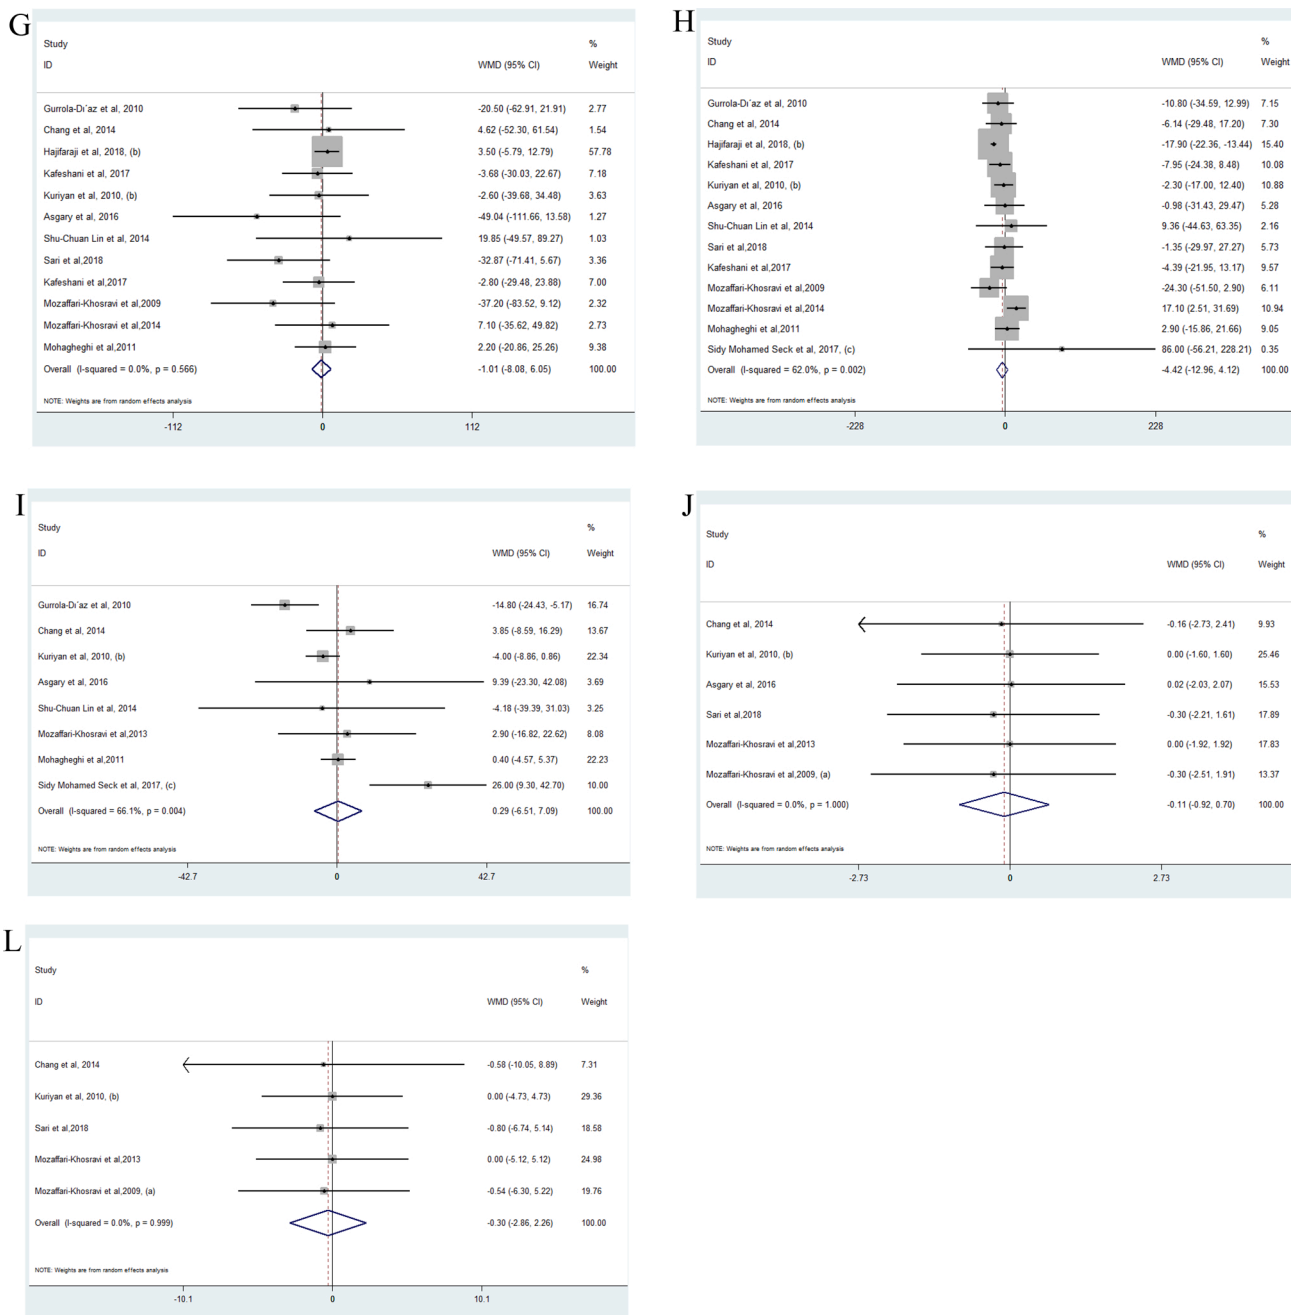 G
Study %
ID WMD (95% CI) Weight
Gurrola-Di´az et al, 2010 -20.50 (-62.91, 21.91) 2.77
Chang et al, 2014 4.62 (-52.30, 61.54) 1.54
Hajifaraji et al, 2018, (b) 3.50 (-5.79, 12.79) 57.78
Kafeshani et al, 2017 -3.68 (-30.03, 22.67) 7.18
Kuriyan et al, 2010, (b) -2.60 (-39.68, 34.48) 3.63
Asgary et al, 2016 -49.04 (-111.66, 13.58) 1.27
Shu-Chuan Lin et al, 2014 19.85 (-49.57, 89.27) 1.03
Sari et al,2018 -32.87 (-71.41, 5.67) 3.36
Kafeshani et al,2017 -2.80 (-29.48, 23.88) 7.00
Mozaffari-Khosravi et al,2009 -37.20 (-83.52, 9.12) 2.32
Mozaffari-Khosravi et al,2014 7.10 (-35.62, 49.82) 2.73
Mohagheghi et al,2011 2.20 (-20.86, 25.26) 9.38
Overall (I-squared = 0.0%, p = 0.566) -1.01 (-8.08, 6.05) 100.00
NOTE: Weights are from random effects analysis
-112 0 112
H
Study %
ID WMD (95% CI) Weight
Gurrola-Di´az et al, 2010 -10.80 (-34.59, 12.99) 7.15
Chang et al, 2014 -6.14 (-29.48, 17.20) 7.30
Hajifaraji et al, 2018, (b) -17.90 (-22.36, -13.44) 15.40
Kafeshani et al, 2017 -7.95 (-24.38, 8.48) 10.08
Kuriyan et al, 2010, (b) -2.30 (-17.00, 12.40) 10.88
Asgary et al, 2016 -0.98 (-31.43, 29.47) 5.28
Shu-Chuan Lin et al, 2014 9.36 (-44.63, 63.35) 2.16
Sari et al,2018 -1.35 (-29.97, 27.27) 5.73
Kafeshani et al,2017 -4.39 (-21.95, 13.17) 9.57
Mozaffari-Khosravi et al,2009 -24.30 (-51.50, 2.90) 6.11
Mozaffari-Khosravi et al,2014 17.10 (2.51, 31.69) 10.94
Mohagheghi et al,2011 2.90 (-15.86, 21.66) 9.05
Sidy Mohamed Seck et al, 2017, (c) 86.00 (-56.21, 228.21) 0.35
Overall (I-squared = 62.0%, p = 0.002) -4.42 (-12.96, 4.12) 100.00
NOTE: Weights are from random effects analysis
-228 0 228
I
Study %
ID WMD (95% CI) Weight
Gurrola-Di´az et al, 2010 -14.80 (-24.43, -5.17) 16.74
Chang et al, 2014 3.85 (-8.59, 16.29) 13.67
Kuriyan et al, 2010, (b) -4.00 (-8.86, 0.86) 22.34
Asgary et al, 2016 9.39 (-23.30, 42.08) 3.69
Shu-Chuan Lin et al, 2014 -4.18 (-39.39, 31.03) 3.25
Mozaffari-Khosravi et al,2013 2.90 (-16.82, 22.62) 8.08
Mohagheghi et al,2011 0.40 (-4.57, 5.37) 22.23
Sidy Mohamed Seck et al, 2017, (c) 26.00 (9.30, 42.70) 10.00
Overall (I-squared = 66.1%, p = 0.004) 0.29 (-6.51, 7.09) 100.00
NOTE: Weights are from random effects analysis
-42.7 0 42.7
J
Study %
ID WMD (95% CI) Weight
Chang et al, 2014 -0.16 (-2.73, 2.41) 9.93
Kuriyan et al, 2010, (b) 0.00 (-1.60, 1.60) 25.46
Asgary et al, 2016 0.02 (-2.03, 2.07) 15.53
Sari et al,2018 -0.30 (-2.21, 1.61) 17.89
Mozaffari-Khosravi et al,2013 0.00 (-1.92, 1.92) 17.83
Mozaffari-Khosravi et al,2009, (a) -0.30 (-2.51, 1.91) 13.37
Overall (I-squared = 0.0%, p = 1.000) -0.11 (-0.92, 0.70) 100.00
NOTE: Weights are from random effects analysis
-2.73 0 2.73
L
Study %
ID WMD (95% CI) Weight
Chang et al, 2014 -0.58 (-10.05, 8.89) 7.31
Kuriyan et al, 2010, (b) 0.00 (-4.73, 4.73) 29.36
Sari et al,2018 -0.80 (-6.74, 5.14) 18.58
Mozaffari-Khosravi et al,2013 0.00 (-5.12, 5.12) 24.98
Mozaffari-Khosravi et al,2009, (a) -0.54 (-6.30, 5.22) 19.76
Overall (I-squared = 0.0%, p = 0.999) -0.30 (-2.86, 2.26) 100.00
NOTE: Weights are from random effects analysis
-10.1 0 10.1